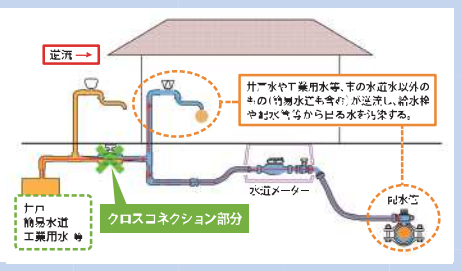 逆流→
井戸水や工業用水等、市の水道水以外の
もの(簡易水道も含む)が逆流し、給水栓
や配水管等から出る水を汚染する。
水道メーター
配水管
クロスコネクション部分
井戸
簡易水道
工業用水 等